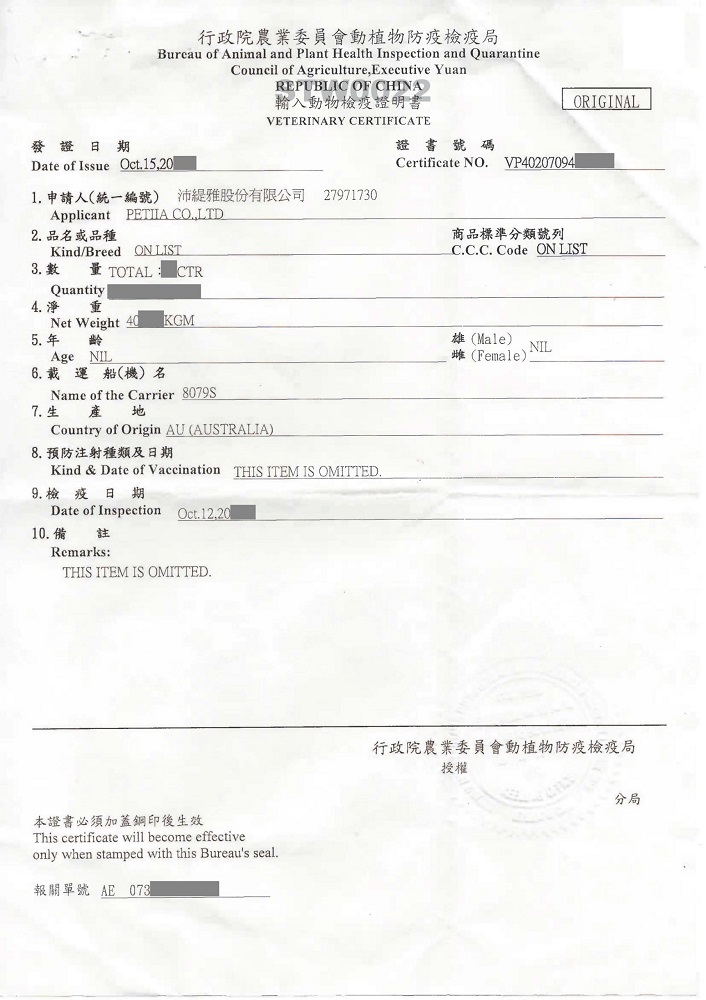 行政院農業委員會動植物防疫檢疫局
Bureau of Animal and Plant Health Inspection and Quarantine
Council of Agriculture,Executive Yuan
REPUBLIC OF CHINA
輸入動物檢疫證明書
VETERINARY CERTIFICATE
ORIGINAL
發證日期 證書號碼
Date of Issue Oct.15,20 Certificate NO. VP40207094
1.申請人(統一編號) 沛緹雅股份有限公司 27971730
Applicant PETIIA CO.,LTD
2.品名或品種 商品標準分類號列
Kind/Breed ON LIST C.C.C. Code ON LIST
3.數 量 TOTAL : CTR
Quantity
4.淨 重
Net Weight 40 KGM
5.年 齡 雄 (Male)
Age NIL 雌 (Female) NIL
6.載 運 船(機) 名
Name of the Carrier 8079S
7.生 產 地
Country of Origin AU (AUSTRALIA)
8.預防注射種類及日期
Kind & Date of Vaccination THIS ITEM IS OMITTED.
9.檢 疫 日 期
Date of Inspection Oct.12,20
10.備 註
Remarks:
THIS ITEM IS OMITTED.
行政院農業委員會動植物防疫檢疫局
授權
分局
本證書必須加蓋鋼印後生效
This certificate will become effective
only when stamped with this Bureau's seal.
報關單號 AE 073